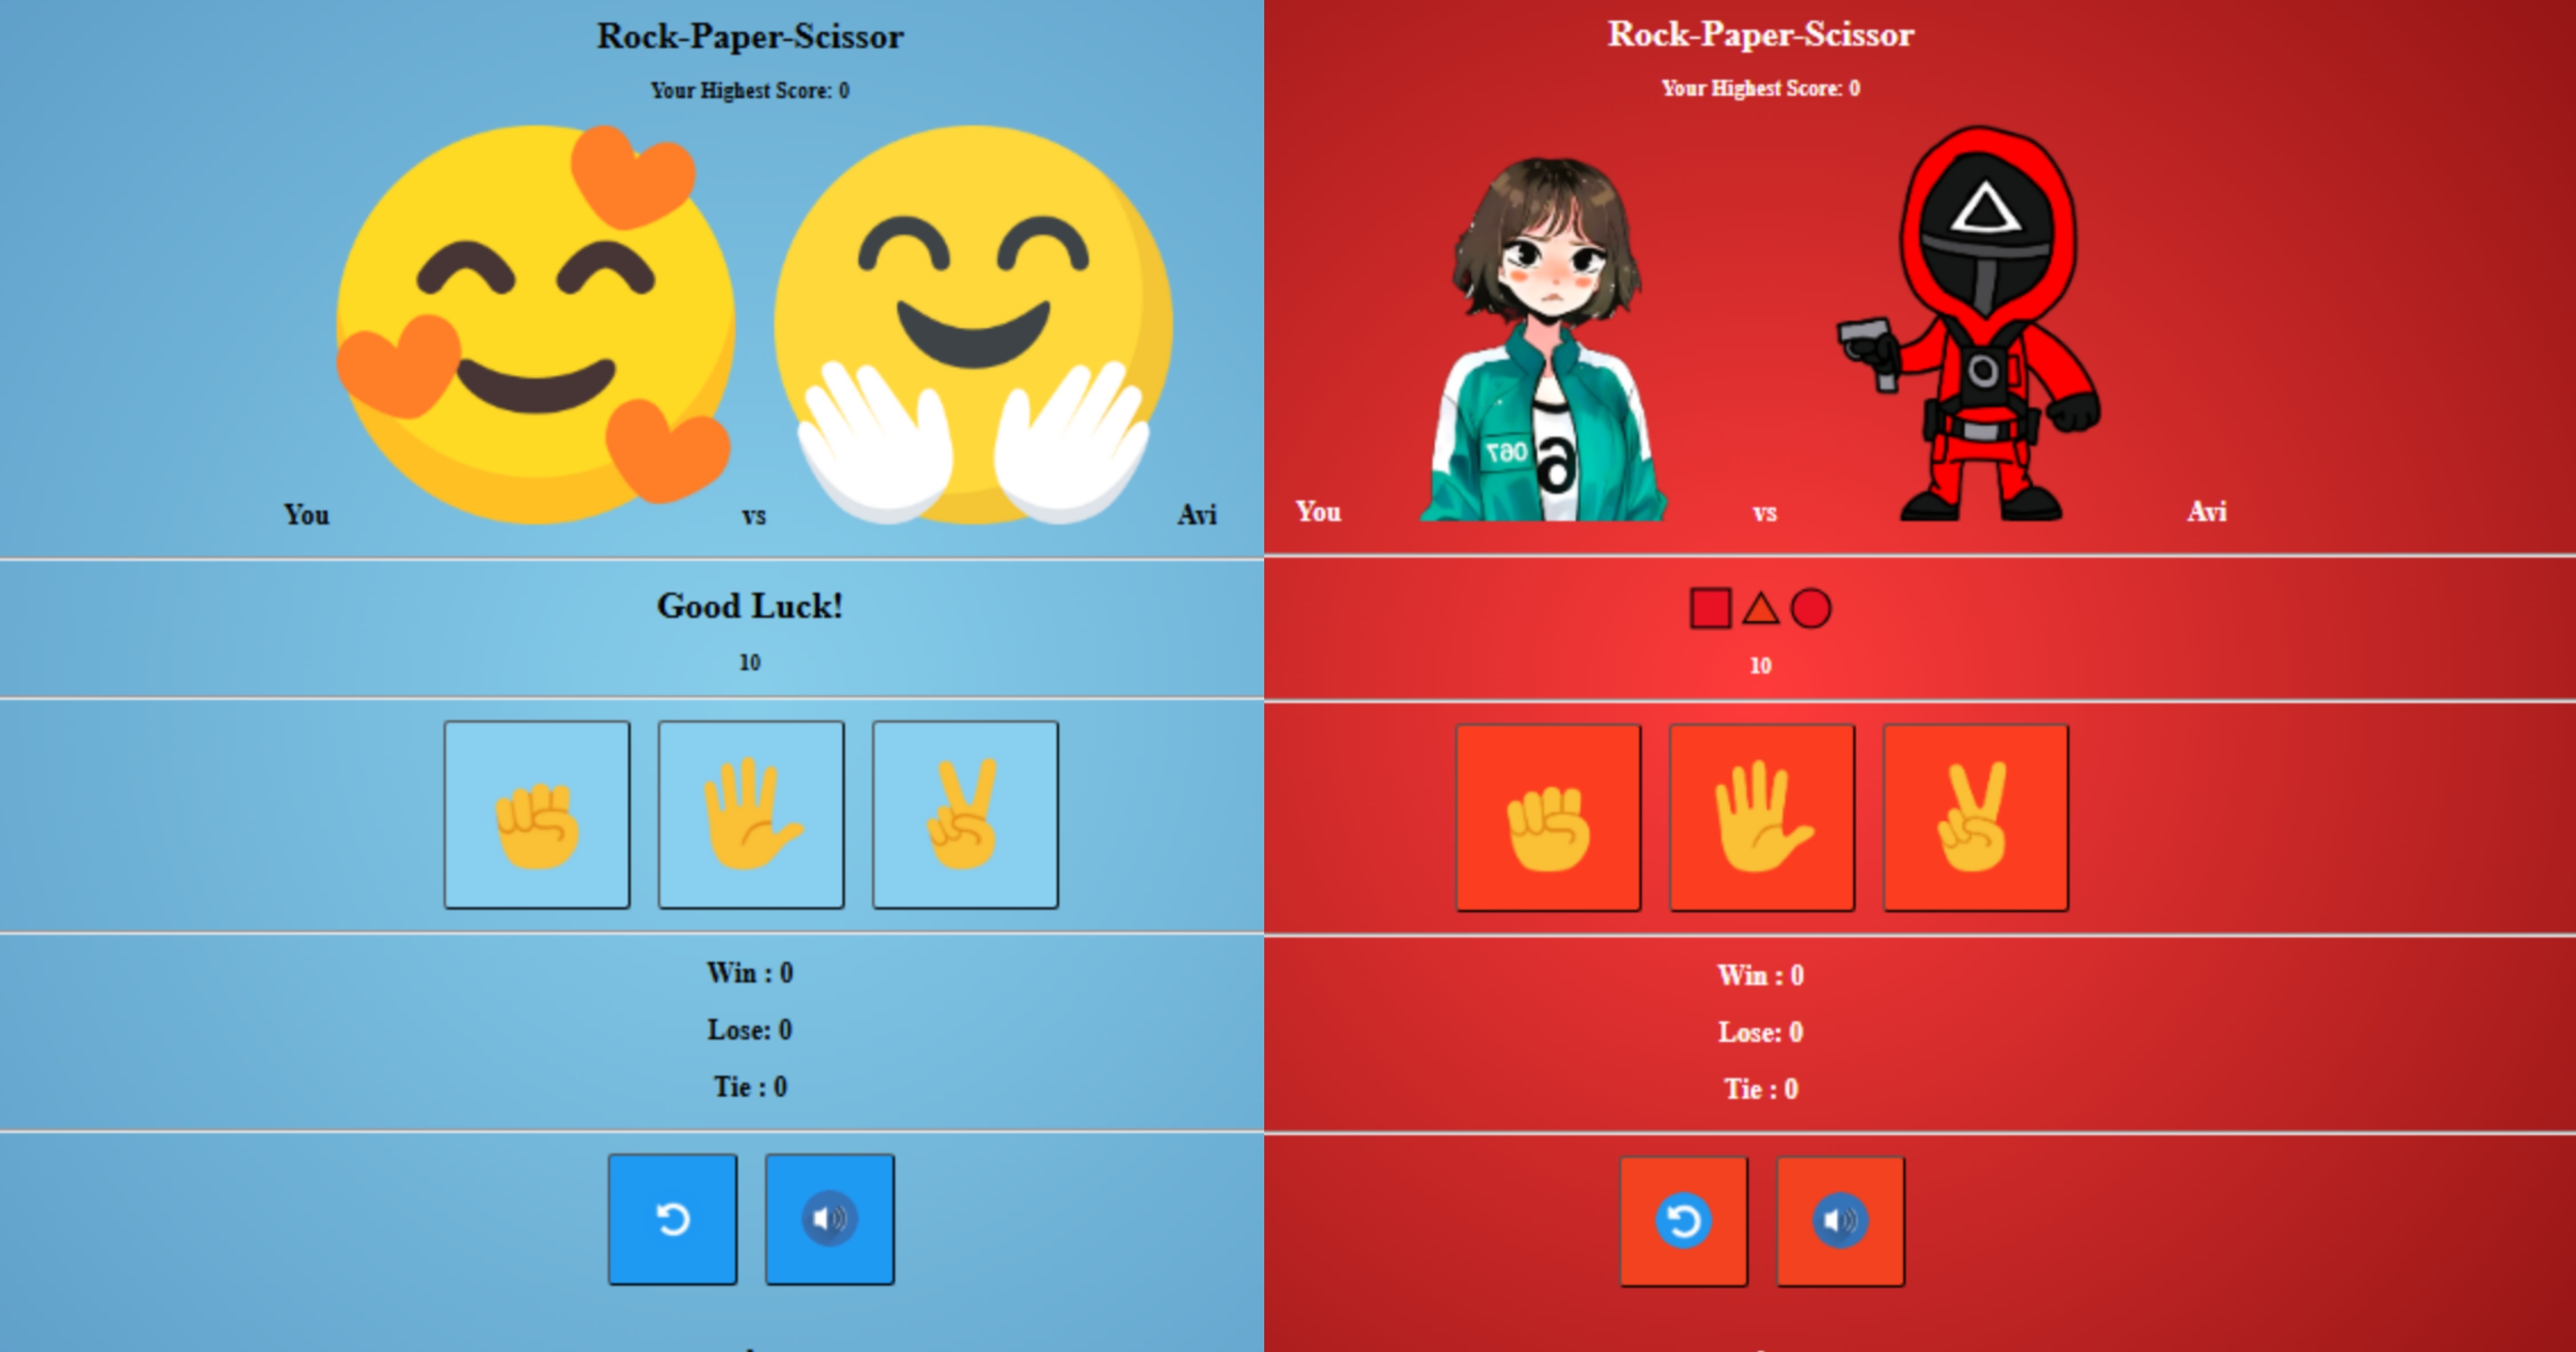 Rock-Paper-Scissor
Your Highest Score: 0
You vs Avi
Good Luck!
10
Win : 0
Lose: 0
Tie : 0
Rock-Paper-Scissor
Your Highest Score: 0
067
6
You vs Avi
10
Win : 0
Lose: 0
Tie : 0